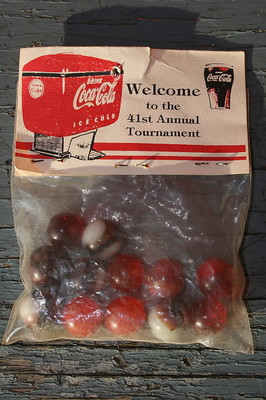 DRINK
Coca-Cola
ICE COLD
Coca-Cola
Welcome
to the
41st Annual
Tournament